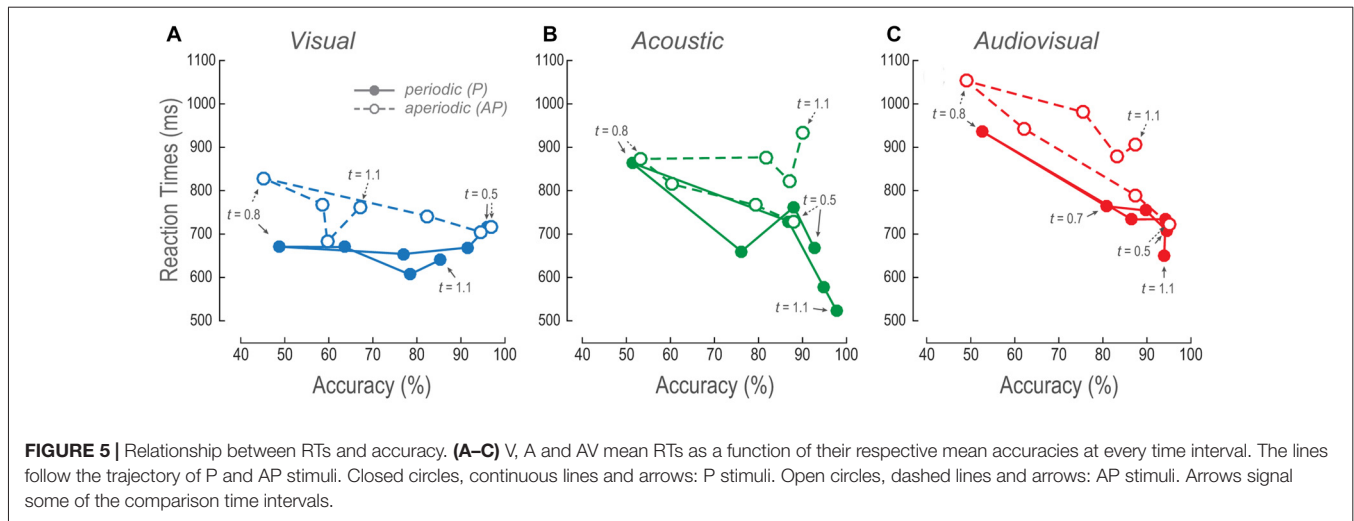 A
Visual
1100
1000
900
800
700
600
500
Reaction Times (ms)
periodic (P)
aperiodic (AP)
t = 0.8
t = 1.1
t = 0.5
t = 1.1
40 50 60 70 80 90 100
Accuracy (%)
B
Acoustic
1100
1000
900
800
700
600
500
t = 0.8
t = 1.1
t = 0.5
t = 1.1
40 50 60 70 80 90 100
Accuracy (%)
C
Audiovisual
1100
1000
900
800
700
600
500
t = 0.8
t = 1.1
t = 0.7
t = 0.5
t = 1.1
40 50 60 70 80 90 100
Accuracy (%)
FIGURE 5 | Relationship between RTs and accuracy. (A–C) V, A and AV mean RTs as a function of their respective mean accuracies at every time interval. The lines
follow the trajectory of P and AP stimuli. Closed circles, continuous lines and arrows: P stimuli. Open circles, dashed lines and arrows: AP stimuli. Arrows signal
some of the comparison time intervals.